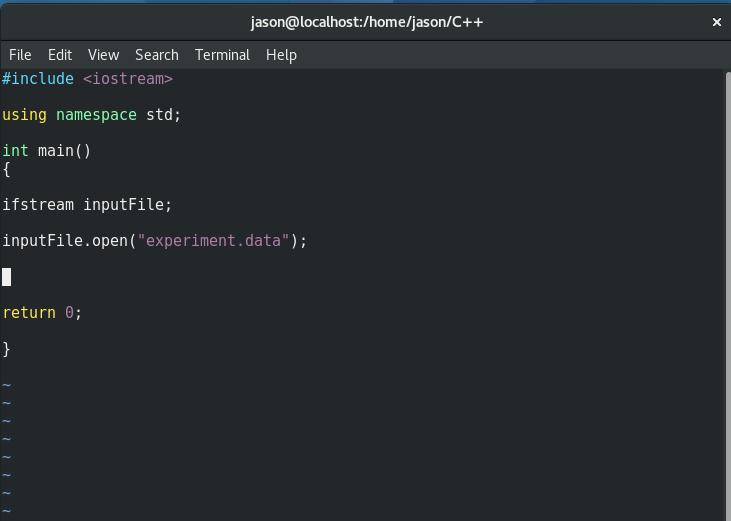 jason@localhost:/home/jason/C++
×
File Edit View Search Terminal Help
#include <iostream>
using namespace std;
int main()
{
ifstream inputFile;
inputFile.open("experiment.data");
return 0;
}
~
~
~
~
~
~
~
~